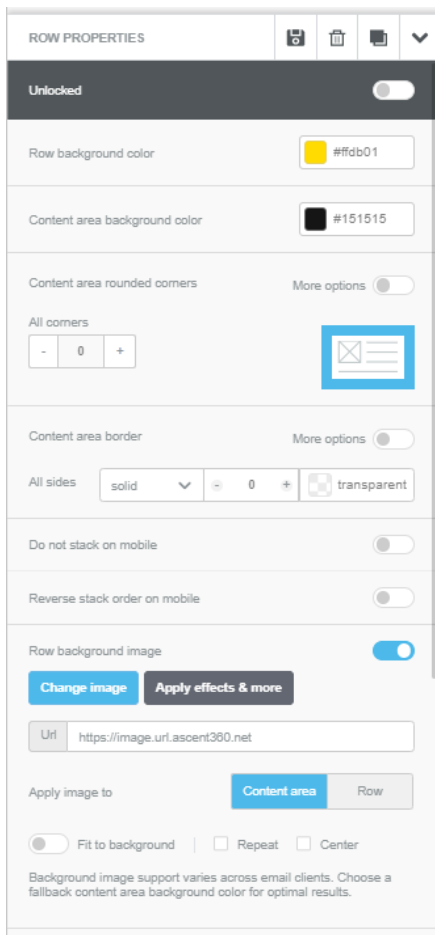 ROW PROPERTIES
Unlocked
Row background color #ffdb01
Content area background color #151515
Content area rounded corners More options
All corners
- 0 +
Content area border More options
All sides solid - 0 + transparent
Do not stack on mobile
Reverse stack order on mobile
Row background image
Change image Apply effects & more
Url https://image.url.ascent360.net
Apply image to Content area Row
Fit to background Repeat Center
Background image support varies across email clients. Choose a
fallback content area background color for optimal results.